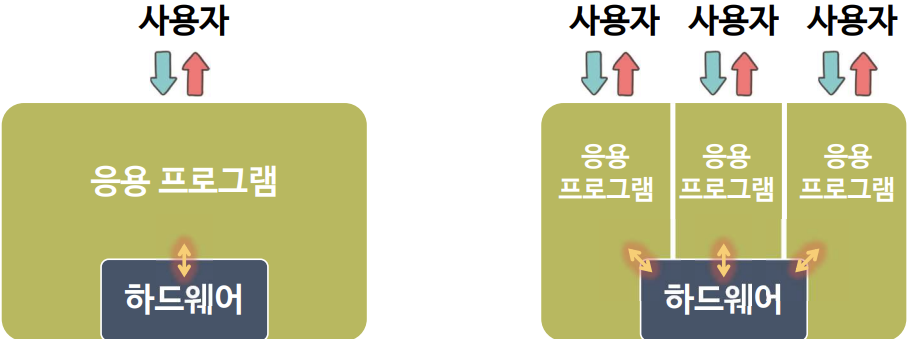 사용자
응용 프로그램
하드웨어
사용자 사용자 사용자
응용 응용 응용
프로그램 프로그램 프로그램
하드웨어